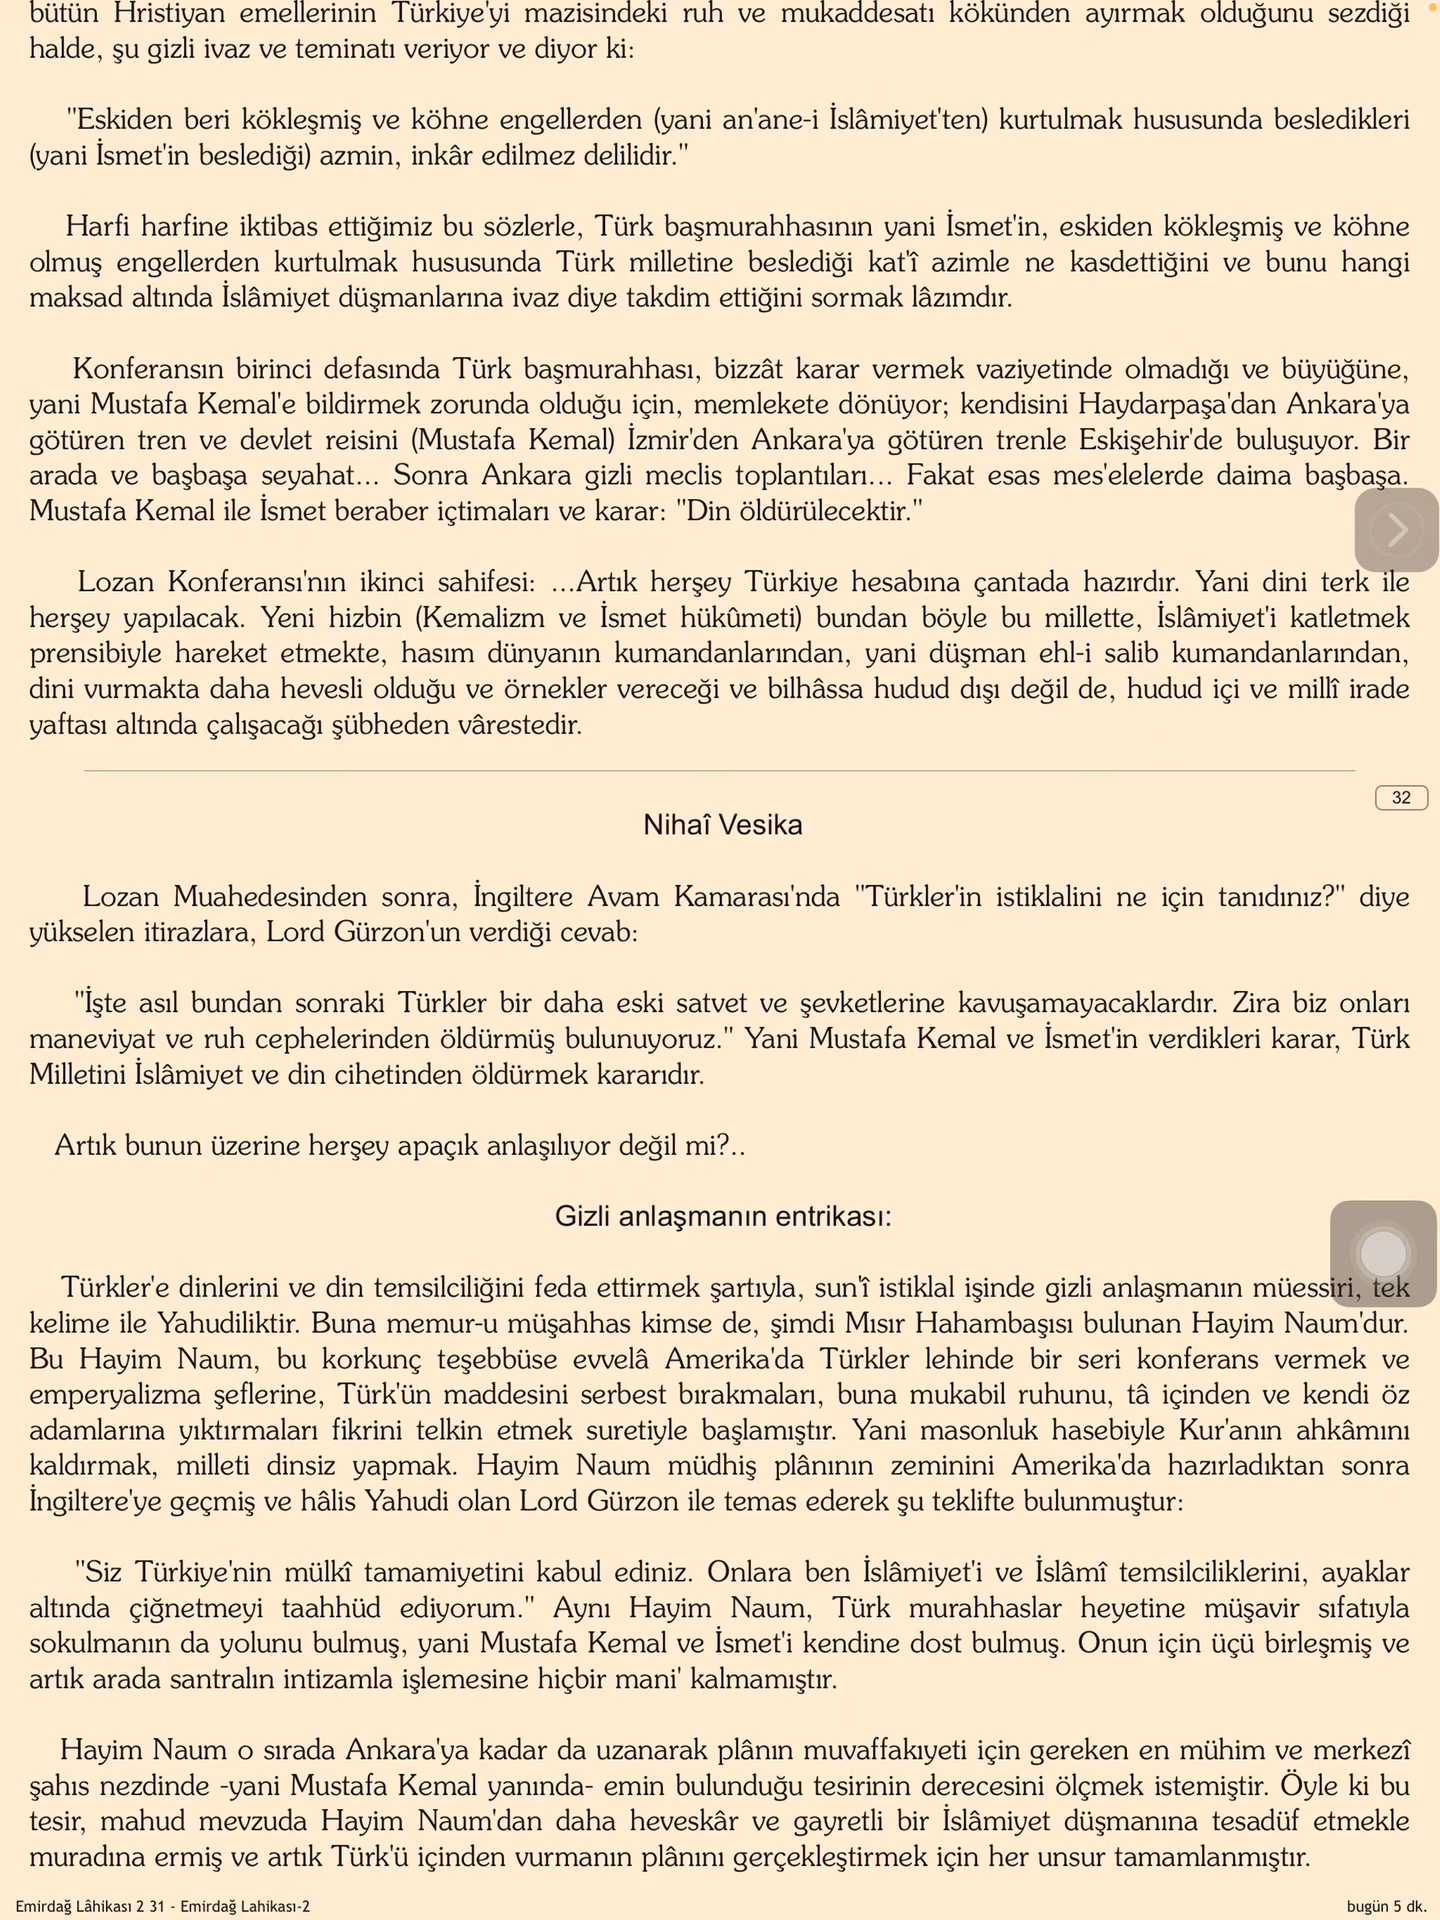 bütün Hristiyan emellerinin Türkiye'yi mazisindeki ruh ve mukaddesatı kökünden ayırmak olduğunu sezdiği
halde, şu gizli ivaz ve teminatı veriyor ve diyor ki:
"Eskiden beri kökleşmiş ve köhne engellerden (yani an'ane-i İslâmiyet'ten) kurtulmak hususunda besledikleri
(yani İsmet'in beslediği) azmin, inkâr edilmez delilidir."
Harfi harfine iktibas ettiğimiz bu sözlerle, Türk başmurahhasının yani İsmet'in, eskiden kökleşmiş ve köhne
olmuş engellerden kurtulmak hususunda Türk milletine beslediği kat'î azimle ne kasdettiğini ve bunu hangi
maksad altında İslâmiyet düşmanlarına ivaz diye takdim ettiğini sormak lâzımdır.
Konferansın birinci defasında Türk başmurahhası, bizzât karar vermek vaziyetinde olmadığı ve büyüğüne,
yani Mustafa Kemal'e bildirmek zorunda olduğu için, memlekete dönüyor; kendisini Haydarpaşa'dan Ankara'ya
götüren tren ve devlet reisini (Mustafa Kemal) İzmir'den Ankara'ya götüren trenle Eskişehir'de buluşuyor. Bir
arada ve başbaşa seyahat... Sonra Ankara gizli meclis toplantıları... Fakat esas mes'elelerde daima başbaşa.
Mustafa Kemal ile İsmet beraber içtimaları ve karar: "Din öldürülecektir."
Lozan Konferansı'nın ikinci sahifesi: ...Artık herşey Türkiye hesabına çantada hazırdır. Yani dini terk ile
herşey yapılacak. Yeni hizbin (Kemalizm ve İsmet hükûmeti) bundan böyle bu millette, İslâmiyet'i katletmek
prensibiyle hareket etmekte, hasım dünyanın kumandanlarından, yani düşman ehl-i salib kumandanlarından,
dini vurmakta daha hevesli olduğu ve örnekler vereceği ve bilhâssa hudud dışı değil de, hudud içi ve millî irade
yaftası altında çalışacağı şübheden vârestedir.
32
Nihaî Vesika
Lozan Muahedesinden sonra, İngiltere Avam Kamarası'nda "Türkler'in istiklalini ne için tanıdınız?" diye
yükselen itirazlara, Lord Gürzon'un verdiği cevab:
"İşte asıl bundan sonraki Türkler bir daha eski satvet ve şevketlerine kavuşamayacaklardır. Zira biz onları
maneviyat ve ruh cephelerinden öldürmüş bulunuyoruz." Yani Mustafa Kemal ve İsmet'in verdikleri karar, Türk
Milletini İslâmiyet ve din cihetinden öldürmek kararıdır.
Artık bunun üzerine herşey apaçık anlaşılıyor değil mi?..
Gizli anlaşmanın entrikası:
Türkler'e dinlerini ve din temsilciliğini feda ettirmek şartıyla, sun'î istiklal işinde gizli anlaşmanın müessiri, tek
kelime ile Yahudiliktir. Buna memur-u müşahhas kimse de, şimdi Mısır Hahambaşısı bulunan Hayim Naum'dur.
Bu Hayim Naum, bu korkunç teşebbüse evvelâ Amerika'da Türkler lehinde bir seri konferans vermek ve
emperyalizma şeflerine, Türk'ün maddesini serbest bırakmaları, buna mukabil ruhunu, tâ içinden ve kendi öz
adamlarına yıktırmaları fikrini telkin etmek suretiyle başlamıştır. Yani masonluk hasebiyle Kur'anın ahkâmını
kaldırmak, milleti dinsiz yapmak. Hayim Naum müdhiş plânının zeminini Amerika'da hazırladıktan sonra
İngiltere'ye geçmiş ve hâlis Yahudi olan Lord Gürzon ile temas ederek şu teklifte bulunmuştur:
"Siz Türkiye'nin mülkî tamamiyetini kabul ediniz. Onlara ben İslâmiyet'i ve İslâmî temsilciliklerini, ayaklar
altında çiğnetmeyi taahhüd ediyorum." Aynı Hayim Naum, Türk murahhaslar heyetine müşavir sıfatıyla
sokulmanın da yolunu bulmuş, yani Mustafa Kemal ve İsmet'i kendine dost bulmuş. Onun için üçü birleşmiş ve
artık arada santralın intizamla işlemesine hiçbir mani' kalmamıştır.
Hayim Naum o sırada Ankara'ya kadar da uzanarak plânın muvaffakıyeti için gereken en mühim ve merkezî
şahıs nezdinde -yani Mustafa Kemal yanında- emin bulunduğu tesirinin derecesini ölçmek istemiştir. Öyle ki bu
tesir, mahud mevzuda Hayim Naum'dan daha heveskâr ve gayretli bir İslâmiyet düşmanına tesadüf etmekle
muradına ermiş ve artık Türk'ü içinden vurmanın plânını gerçekleştirmek için her unsur tamamlanmıştır.
Emirdağ Lâhikası 2 31 - Emirdağ Lahikası-2
bugün 5 dk.